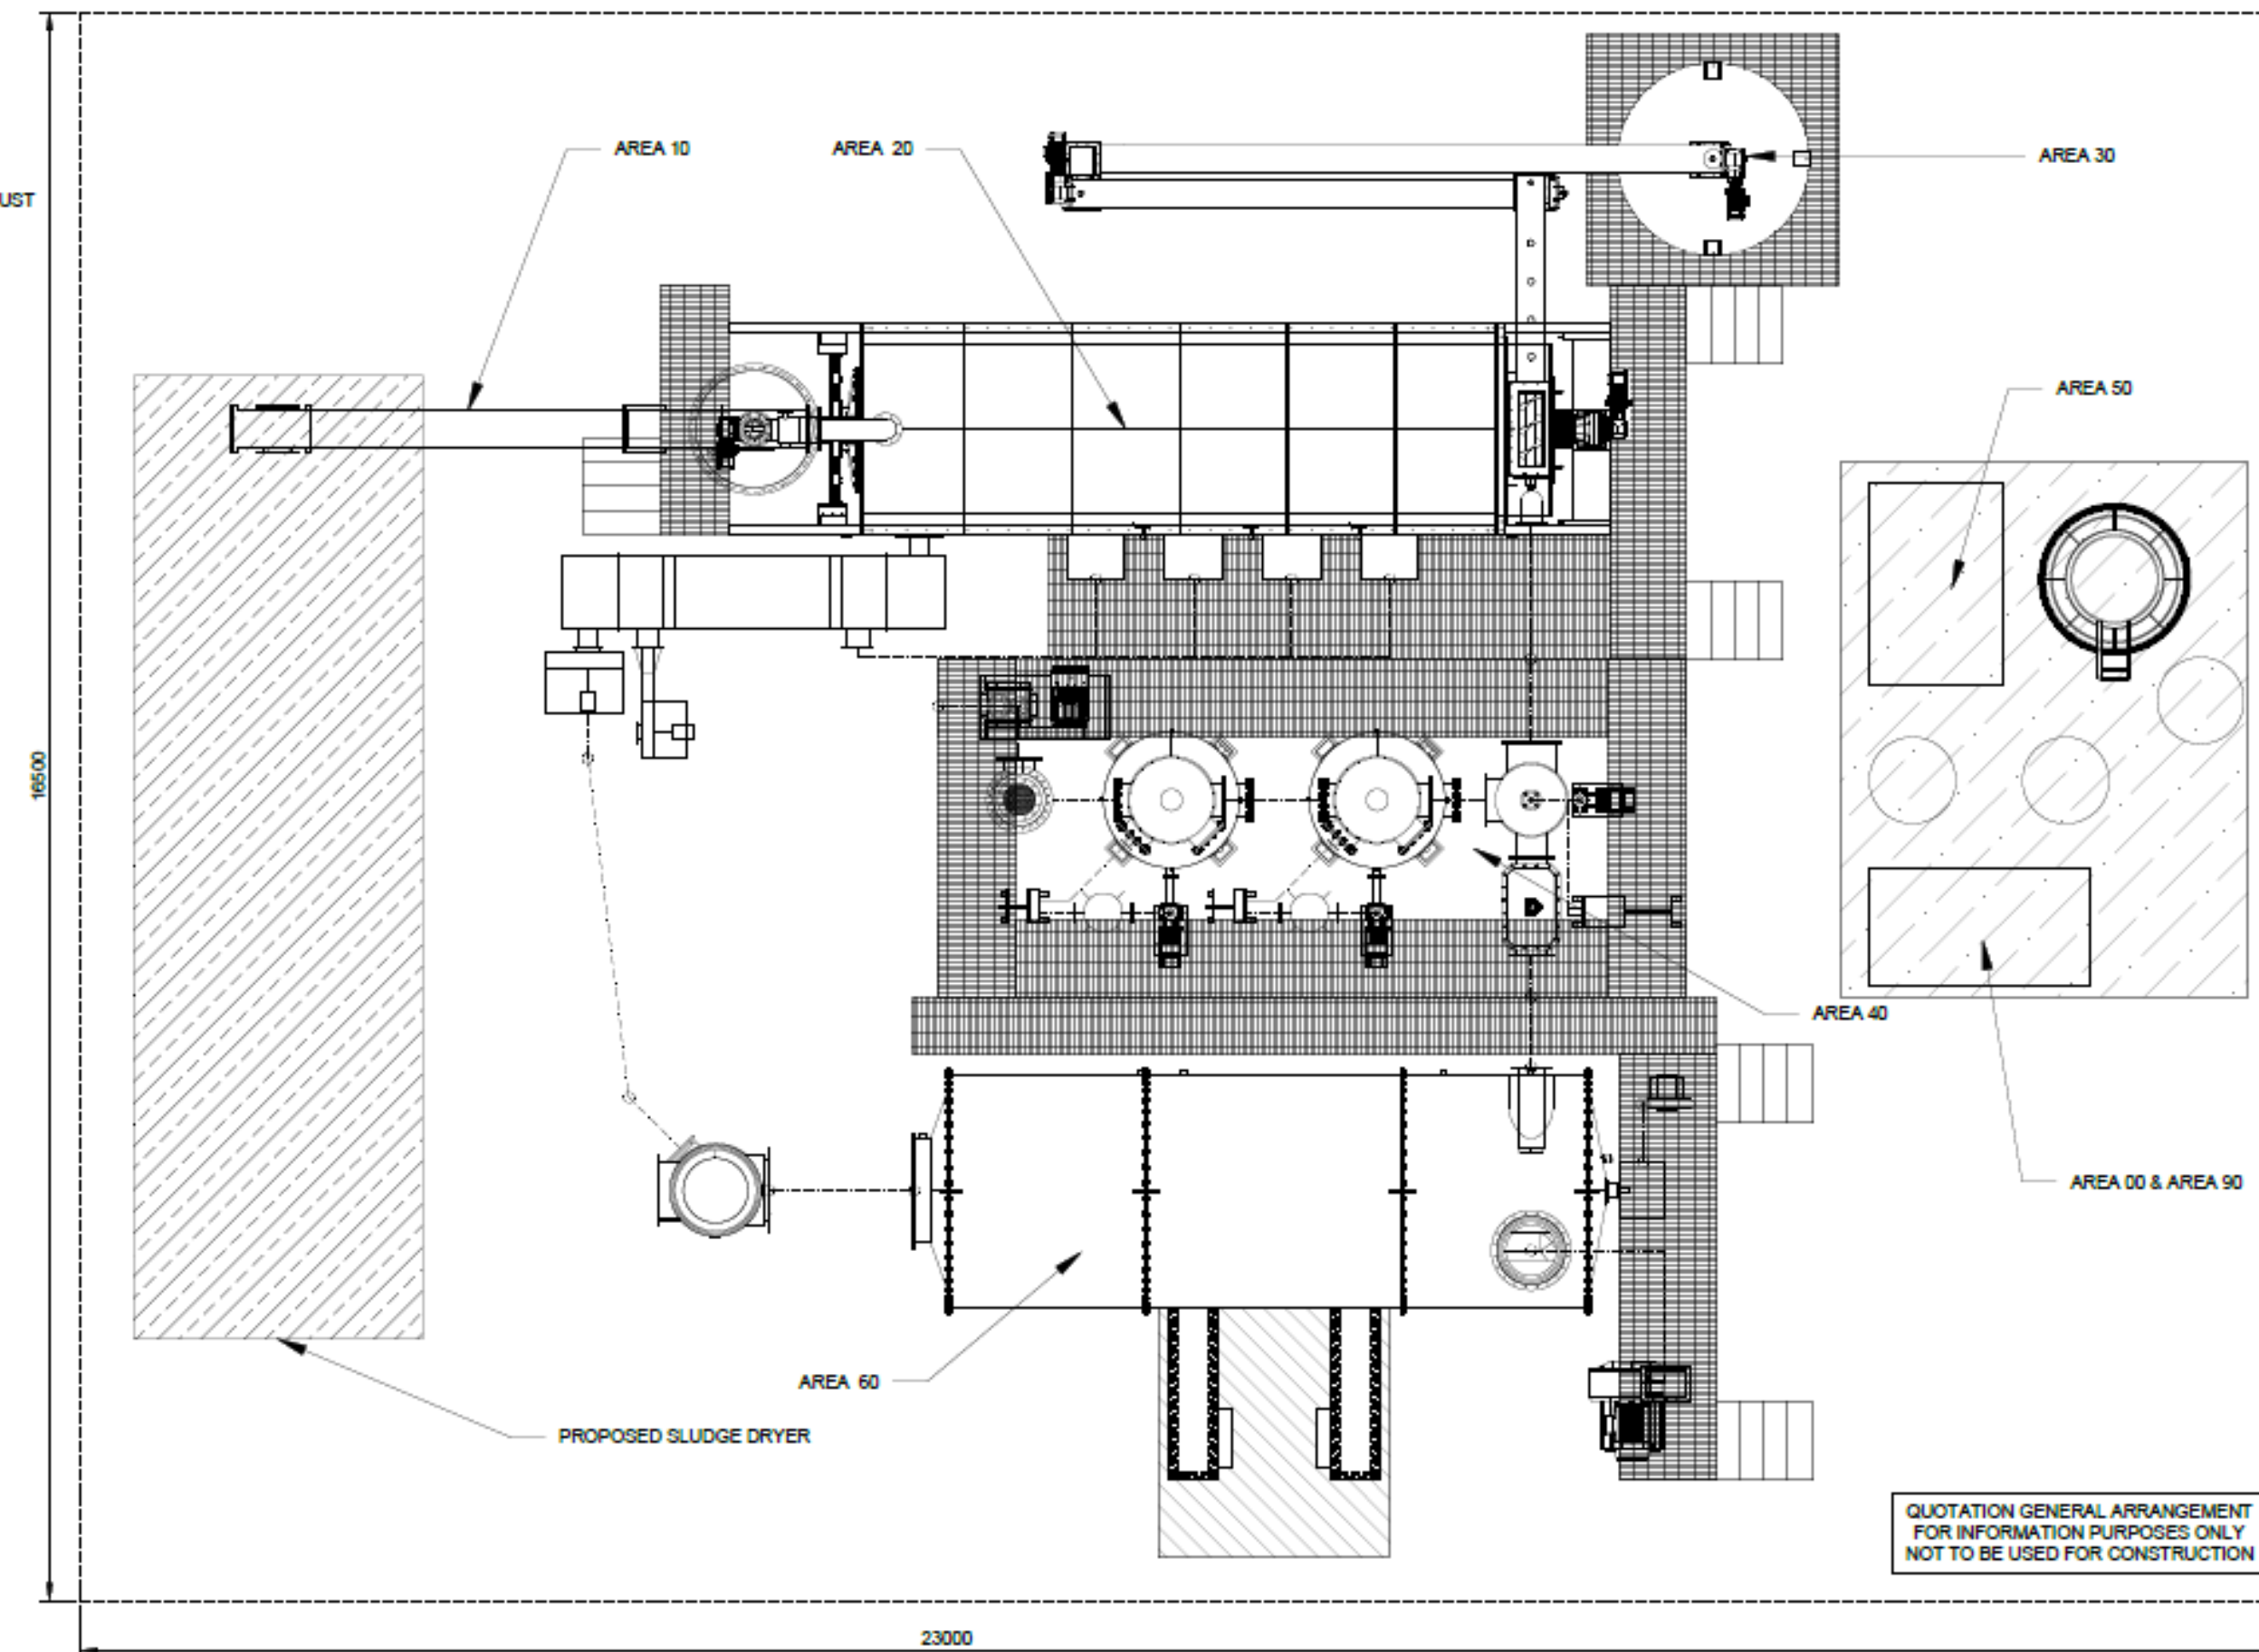 AREA 10
AREA 20
AREA 30
UST
AREA 50
16500
AREA 40
AREA 00 & AREA 90
AREA 60
PROPOSED SLUDGE DRYER
QUOTATION GENERAL ARRANGEMENT
FOR INFORMATION PURPOSES ONLY
NOT TO BE USED FOR CONSTRUCTION
23000